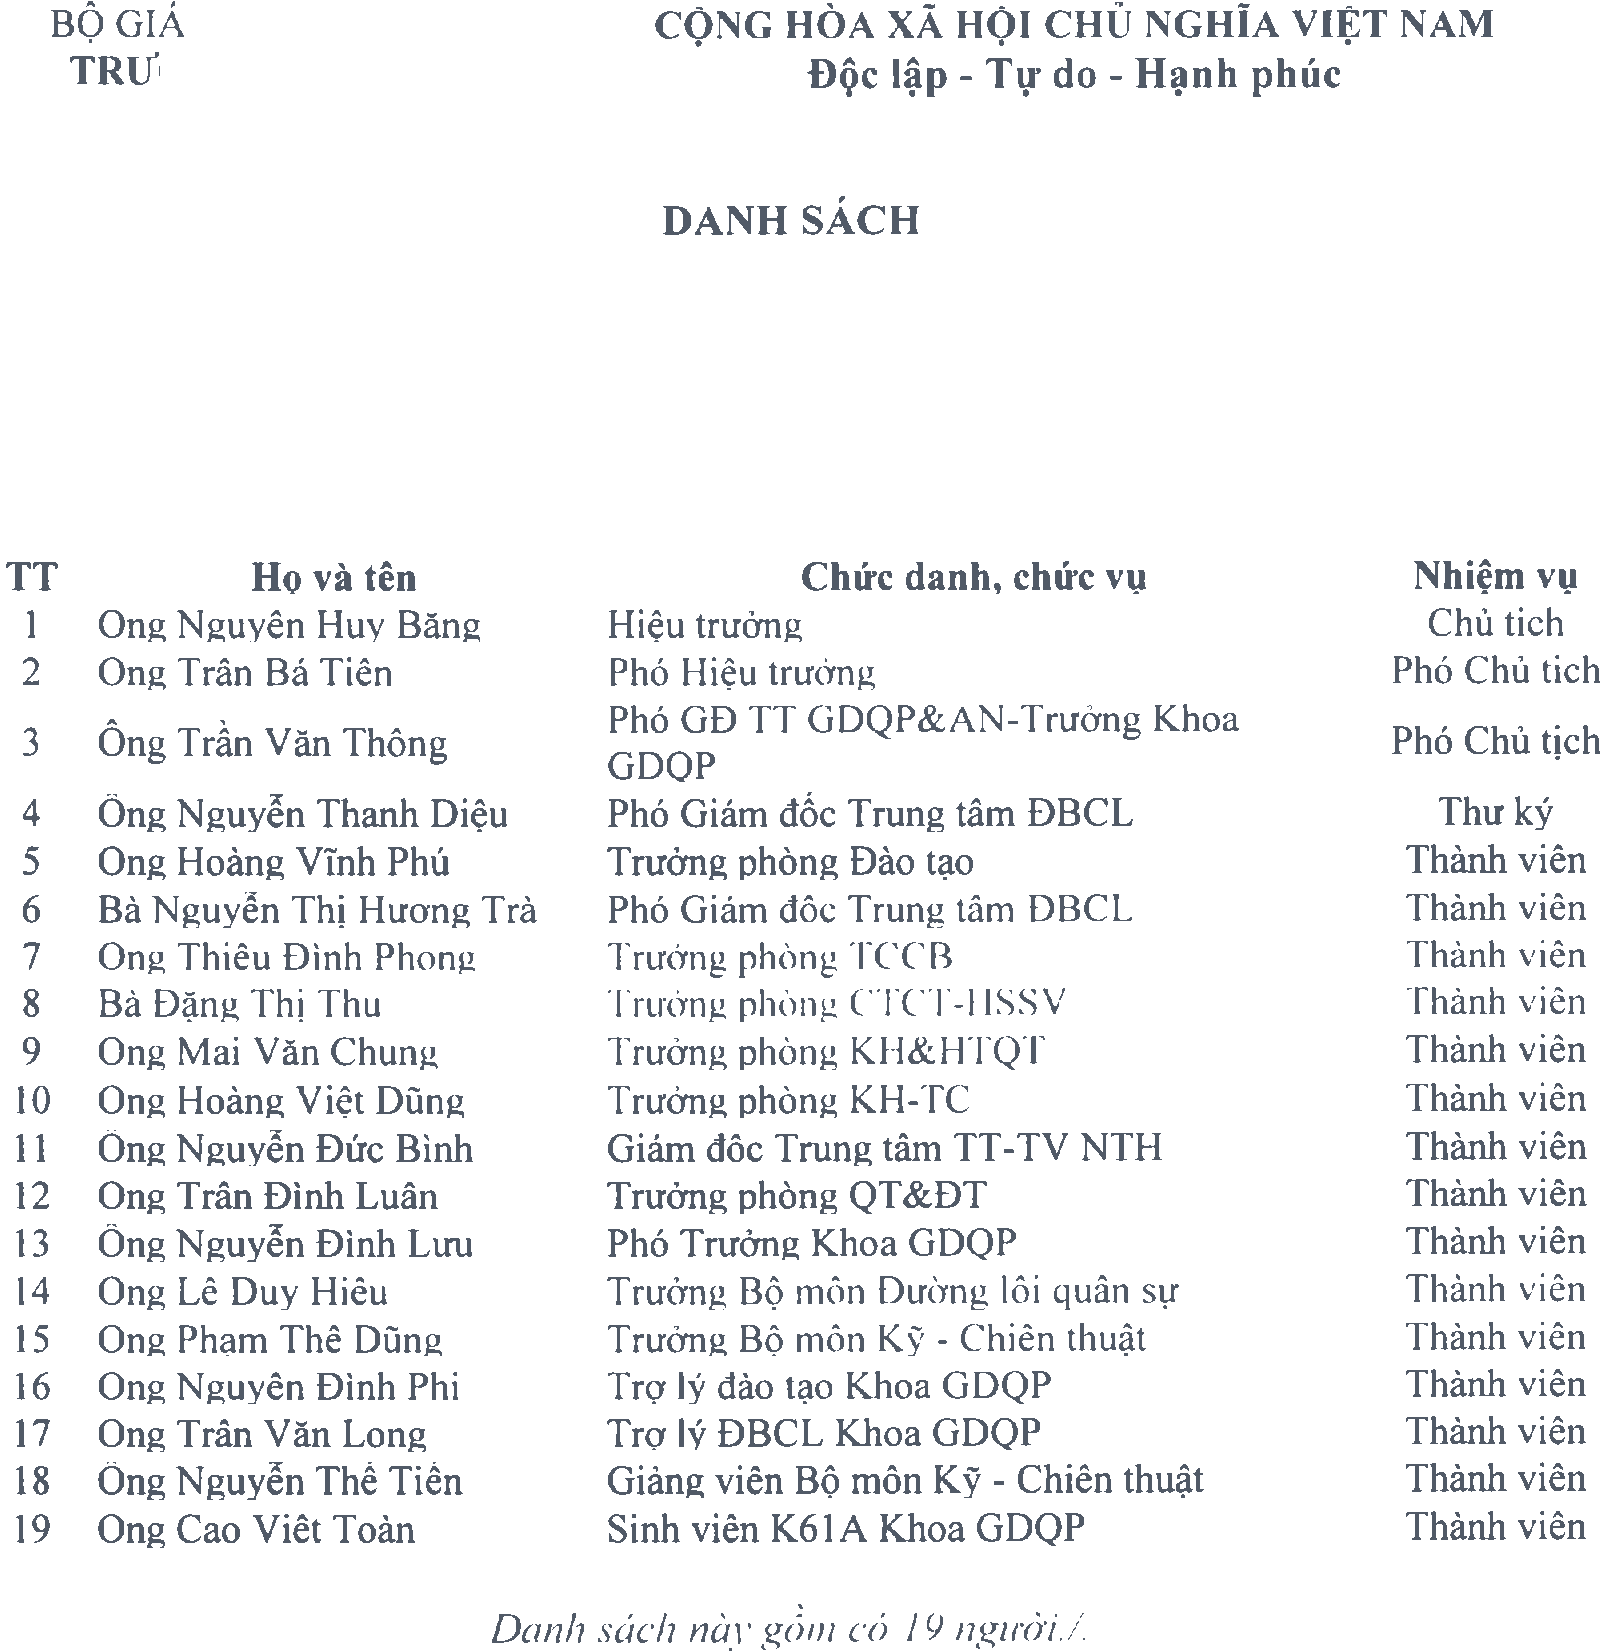 BỘ GIÁ
CỘNG HÒA XÃ HỘI CHỦ NGHĨA VIỆT NAM
TRƯ
Độc lập - Tự do - Hạnh phúc
DANH SÁCH
TT Họ và tên Chức danh, chức vụ Nhiệm vụ
1 Ông Nguyễn Huy Bằng Hiệu trưởng Chủ tịch
2 Ông Trần Bá Tiến Phó Hiệu trưởng Phó Chủ tịch
3 Ông Trần Văn Thông Phó GĐ TT GDQP&AN-Trưởng Khoa GDQP Phó Chủ tịch
4 Ông Nguyễn Thanh Diệu Phó Giám đốc Trung tâm ĐBCL Thư ký
5 Ông Hoàng Vĩnh Phú Trưởng phòng Đào tạo Thành viên
6 Bà Nguyễn Thị Hương Trà Phó Giám đốc Trung tâm ĐBCL Thành viên
7 Ông Thiều Đình Phong Trưởng phòng TCCB Thành viên
8 Bà Đặng Thị Thu Trưởng phòng CTCT-HSSV Thành viên
9 Ông Mai Văn Chung Trưởng phòng KH&HTQT Thành viên
10 Ông Hoàng Việt Dũng Trưởng phòng KH-TC Thành viên
11 Ông Nguyễn Đức Bình Giám đốc Trung tâm TT-TV NTH Thành viên
12 Ông Trần Đình Luân Trưởng phòng QT&ĐT Thành viên
13 Ông Nguyễn Đình Lưu Phó Trưởng Khoa GDQP Thành viên
14 Ông Lê Duy Hiếu Trưởng Bộ môn Đường lối quân sự Thành viên
15 Ông Phạm Thế Dũng Trưởng Bộ môn Kỹ - Chiến thuật Thành viên
16 Ông Nguyễn Đình Phi Trợ lý đào tạo Khoa GDQP Thành viên
17 Ông Trần Văn Long Trợ lý ĐBCL Khoa GDQP Thành viên
18 Ông Nguyễn Thế Tiến Giảng viên Bộ môn Kỹ - Chiến thuật Thành viên
19 Ông Cao Viết Toàn Sinh viên K61A Khoa GDQP Thành viên
Danh sách này gồm có 19 người./.